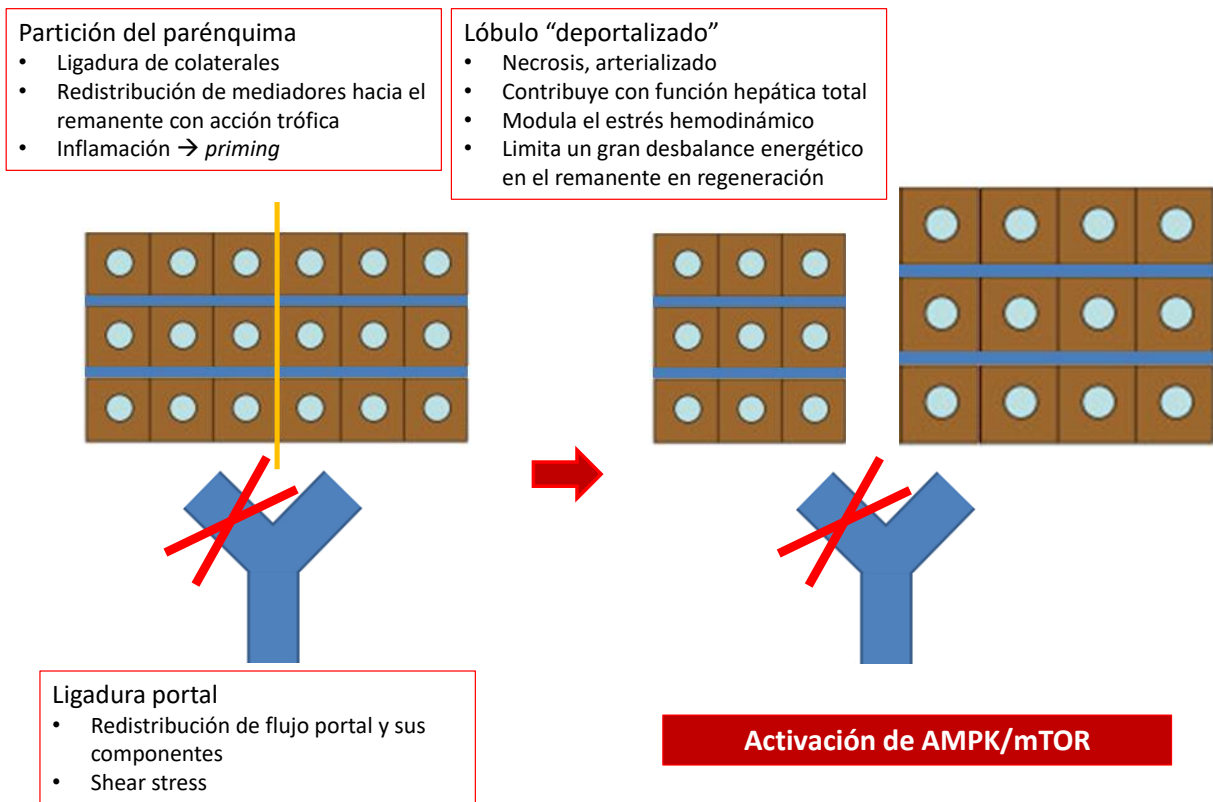 Partición del parénquima
• Ligadura de colaterales
• Redistribución de mediadores hacia el
remanente con acción trófica
• Inflamación → priming
Lóbulo “deportalizado”
• Necrosis, arterializado
• Contribuye con función hepática total
• Modula el estrés hemodinámico
• Limita un gran desbalance energético
en el remanente en regeneración
Ligadura portal
• Redistribución de flujo portal y sus
componentes
• Shear stress
Activación de AMPK/mTOR